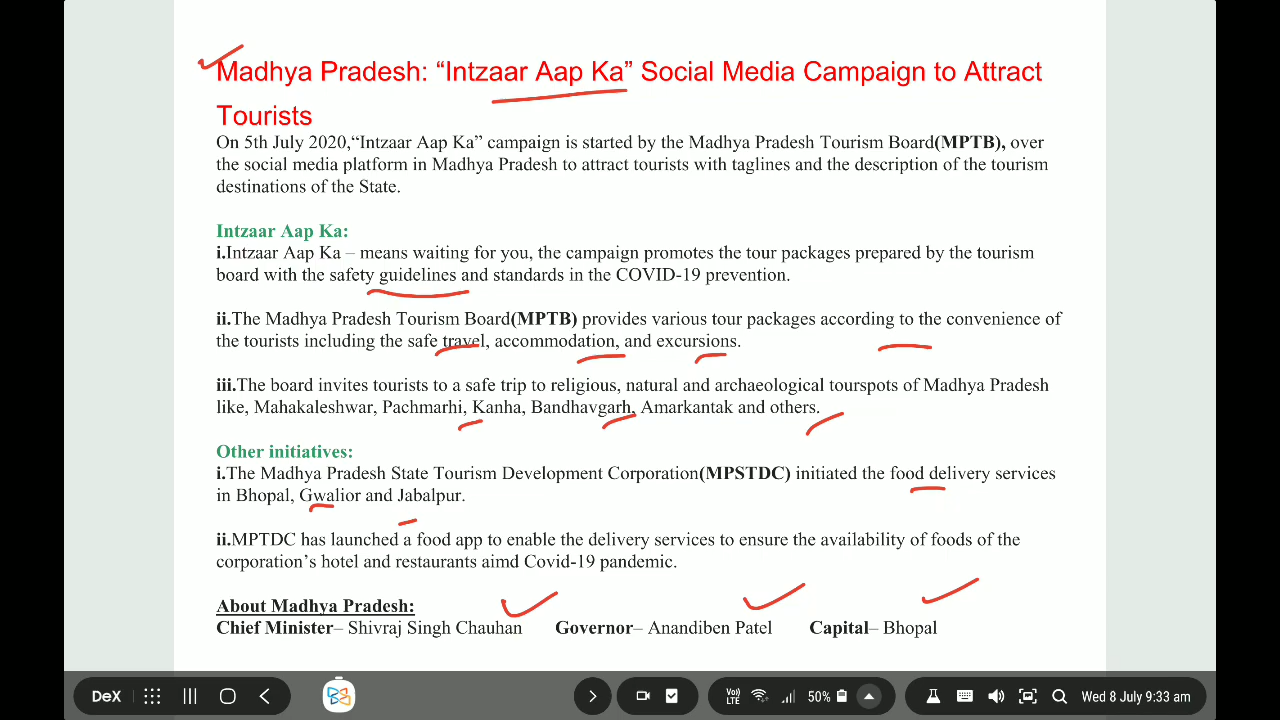 Madhya Pradesh: “Intzaar Aap Ka” Social Media Campaign to Attract
Tourists
On 5th July 2020,“Intzaar Aap Ka” campaign is started by the Madhya Pradesh Tourism Board(MPTB), over
the social media platform in Madhya Pradesh to attract tourists with taglines and the description of the tourism
destinations of the State.
Intzaar Aap Ka:
i.Intzaar Aap Ka – means waiting for you, the campaign promotes the tour packages prepared by the tourism
board with the safety guidelines and standards in the COVID-19 prevention.
ii.The Madhya Pradesh Tourism Board(MPTB) provides various tour packages according to the convenience of
the tourists including the safe travel, accommodation, and excursions.
iii.The board invites tourists to a safe trip to religious, natural and archaeological tourspots of Madhya Pradesh
like, Mahakaleshwar, Pachmarhi, Kanha, Bandhavgarh, Amarkantak and others.
Other initiatives:
i.The Madhya Pradesh State Tourism Development Corporation(MPSTDC) initiated the food delivery services
in Bhopal, Gwalior and Jabalpur.
ii.MPTDC has launched a food app to enable the delivery services to ensure the availability of foods of the
corporation’s hotel and restaurants aimd Covid-19 pandemic.
About Madhya Pradesh:
Chief Minister– Shivraj Singh Chauhan Governor– Anandiben Patel Capital– Bhopal
DeX Vo)) LTE 50% Wed 8 July 9:33 am